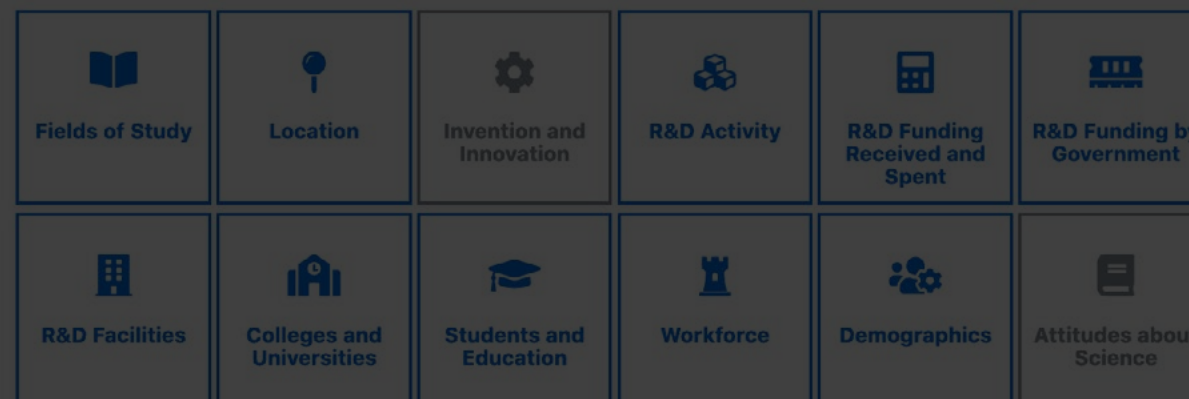 Fields of Study
Location
Invention and
Innovation
R&D Activity
R&D Funding
Received and
Spent
R&D Funding by
Government
R&D Facilities
Colleges and
Universities
Students and
Education
Workforce
Demographics
Attitudes abou
Science